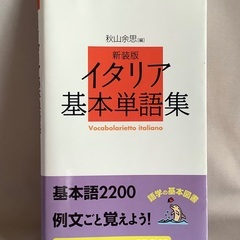 秋山余思[編]
新装版
イタリア
基本単語集
Vocabolarietto italiano
基本語2200
例文ごと覚えよう!
語学の基本図書